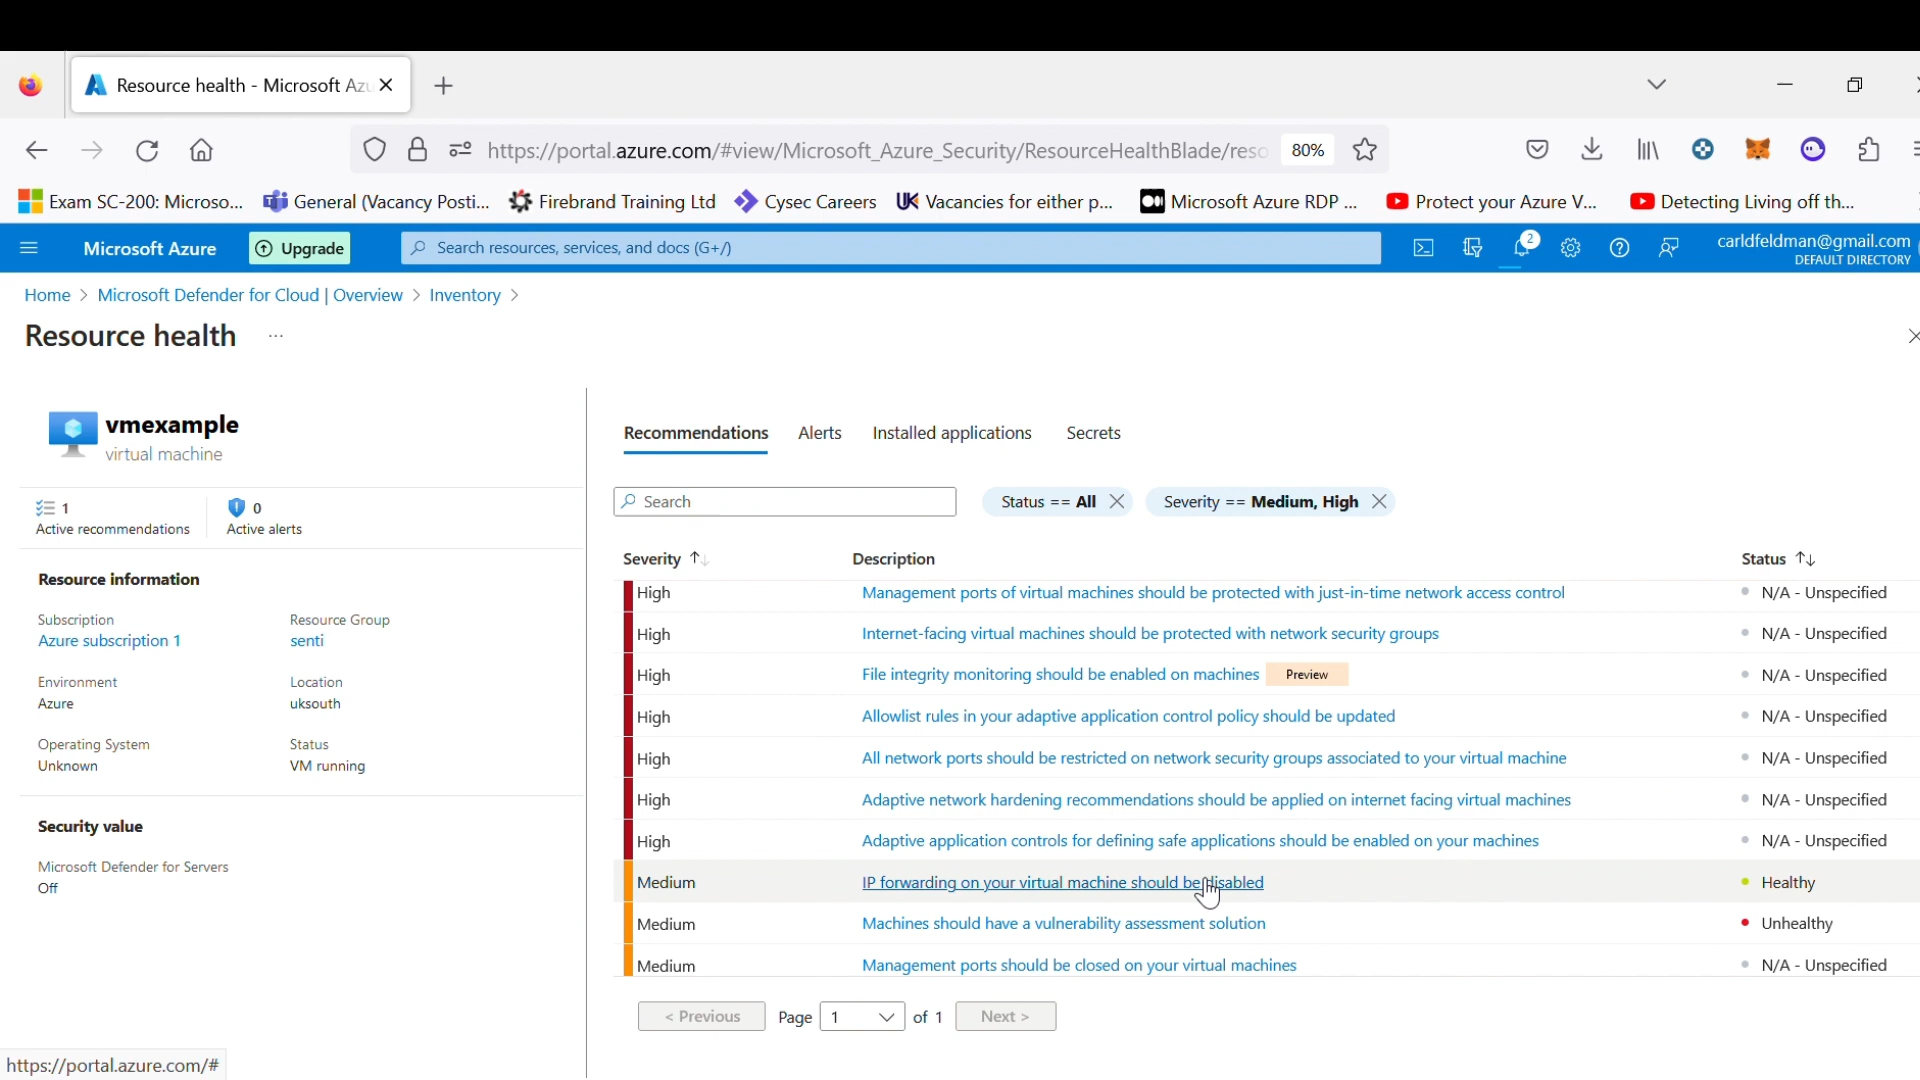 Resource health - Microsoft Azu
https://portal.azure.com/#view/Microsoft_Azure_Security/ResourceHealthBlade/reso
80%
Exam SC-200: Microso...
General (Vacancy Posti...
Firebrand Training Ltd
Cysec Careers
UK Vacancies for either p...
Microsoft Azure RDP ...
Protect your Azure V...
Detecting Living off th...
Microsoft Azure
Upgrade
Search resources, services, and docs (G+/)
2
carldfeldman@gmail.com
DEFAULT DIRECTORY
Home > Microsoft Defender for Cloud | Overview > Inventory >
Resource health ...
vmexample
virtual machine
1
Active recommendations
0
Active alerts
Resource information
Subscription
Azure subscription 1
Resource Group
senti
Environment
Azure
Location
uksouth
Operating System
Unknown
Status
VM running
Security value
Microsoft Defender for Servers
Off
Recommendations Alerts Installed applications Secrets
Search
Status == All
Severity == Medium, High
Severity Description Status
High Management ports of virtual machines should be protected with just-in-time network access control N/A - Unspecified
High Internet-facing virtual machines should be protected with network security groups N/A - Unspecified
High File integrity monitoring should be enabled on machines Preview N/A - Unspecified
High Allowlist rules in your adaptive application control policy should be updated N/A - Unspecified
High All network ports should be restricted on network security groups associated to your virtual machine N/A - Unspecified
High Adaptive network hardening recommendations should be applied on internet facing virtual machines N/A - Unspecified
High Adaptive application controls for defining safe applications should be enabled on your machines N/A - Unspecified
Medium IP forwarding on your virtual machine should be disabled Healthy
Medium Machines should have a vulnerability assessment solution Unhealthy
Medium Management ports should be closed on your virtual machines N/A - Unspecified
< Previous Page 1 of 1 Next >
https://portal.azure.com/#